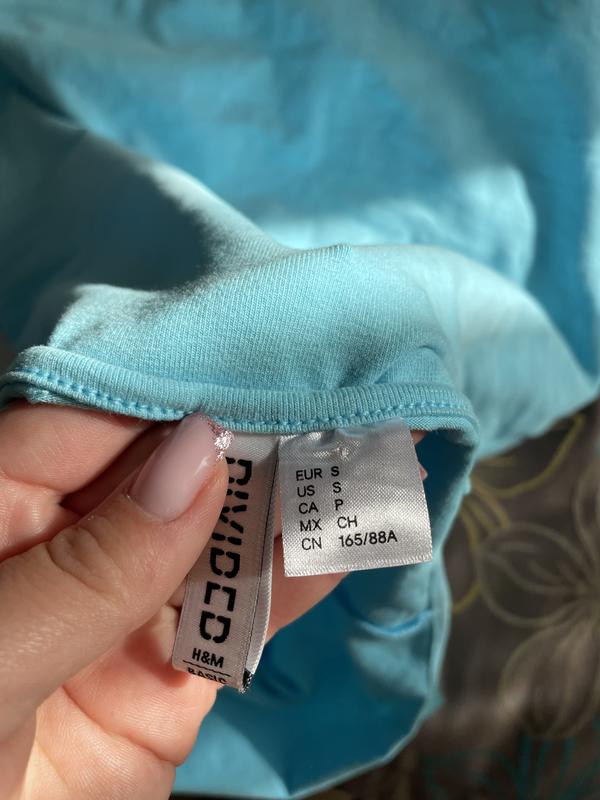 DIVIDED
H&M
BASIC
EUR S
US S
CA P
MX CH
CN 165/88A